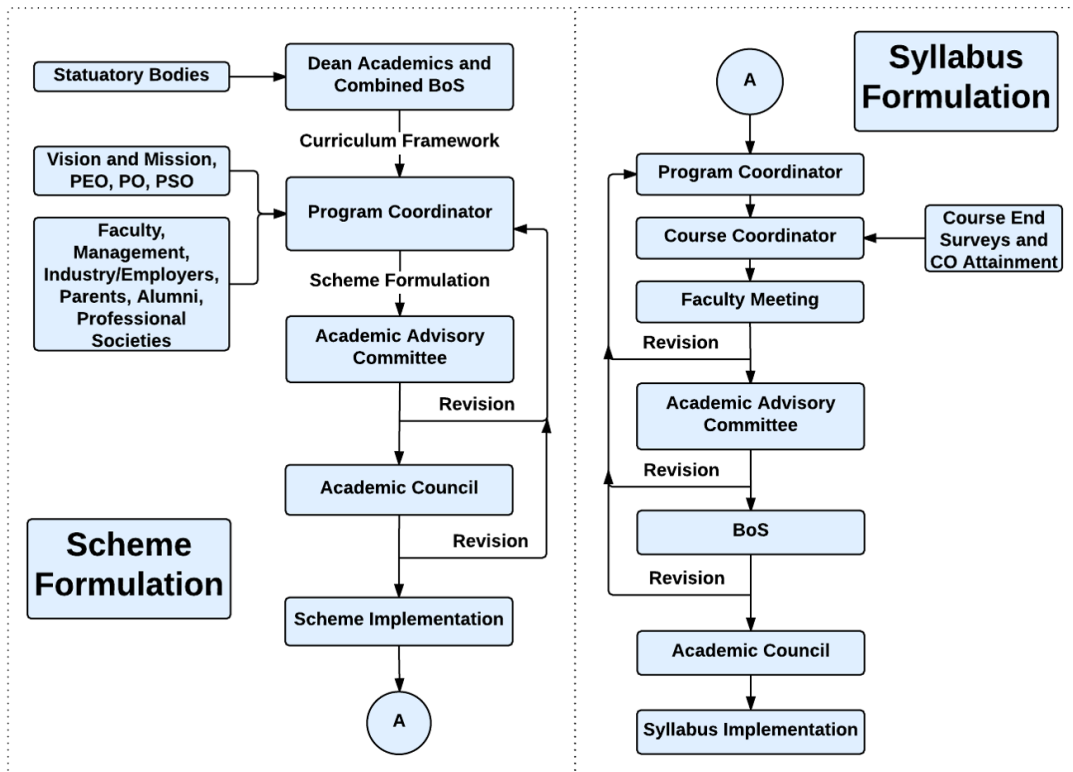 Statuatory Bodies
Dean Academics and
Combined BoS
Curriculum Framework
Vision and Mission,
PEO, PO, PSO
Program Coordinator
Faculty,
Management,
Industry/Employers,
Parents, Alumni,
Professional
Societies
Scheme Formulation
Academic Advisory
Committee
Revision
Academic Council
Revision
Scheme
Formulation
Scheme Implementation
A
Syllabus
Formulation
A
Program Coordinator
Course Coordinator
Course End
Surveys and
CO Attainment
Faculty Meeting
Revision
Academic Advisory
Committee
Revision
BoS
Revision
Academic Council
Syllabus Implementation